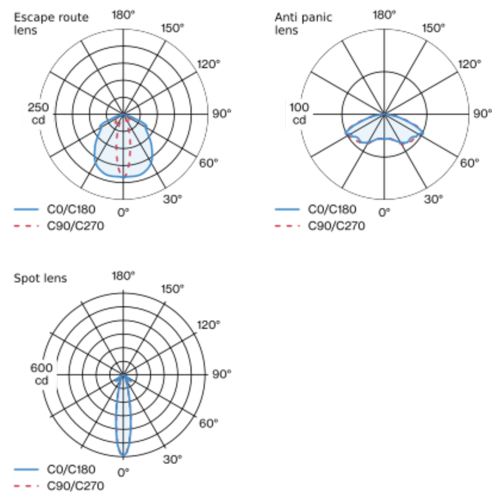 Escape route
lens
180°
150°
120°
90°
60°
30°
0°
250
cd
C0/C180
C90/C270
Anti panic
lens
180°
150°
120°
90°
60°
30°
0°
100
cd
C0/C180
C90/C270
Spot lens
180°
150°
120°
90°
60°
30°
0°
600
cd
C0/C180
C90/C270